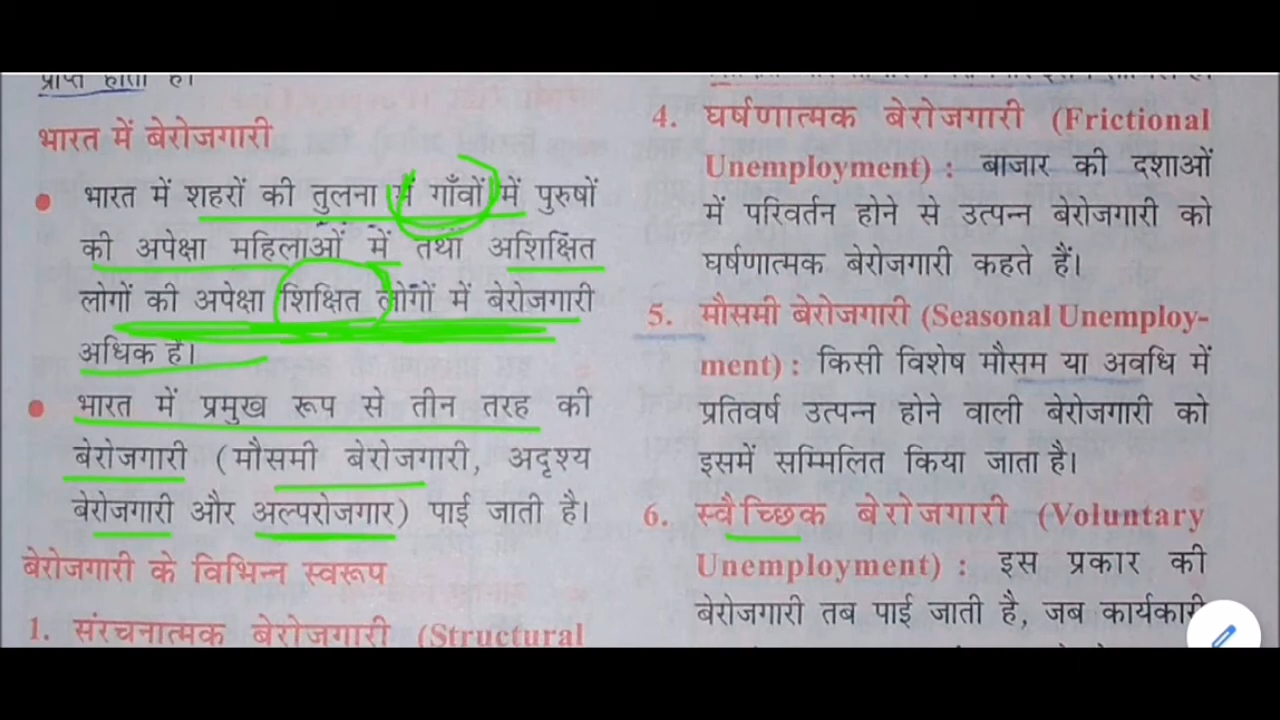 प्राप्त होता है।
भारत में बेरोजगारी
भारत में शहरों की तुलना में गाँवों में पुरुषों
की अपेक्षा महिलाओं में तथा अशिक्षित
लोगों की अपेक्षा शिक्षित लोगों में बेरोजगारी
अधिक है।
भारत में प्रमुख रूप से तीन तरह की
बेरोजगारी (मौसमी बेरोजगारी, अदृश्य
बेरोजगारी और अल्परोजगार) पाई जाती है।
बेरोजगारी के विभिन्न स्वरूप
1. संरचनात्मक बेरोजगारी (Structural
4. घर्षणात्मक बेरोजगारी (Frictional
Unemployment) : बाजार की दशाओं
में परिवर्तन होने से उत्पन्न बेरोजगारी को
घर्षणात्मक बेरोजगारी कहते हैं।
5. मौसमी बेरोजगारी (Seasonal Unemploy-
ment) : किसी विशेष मौसम या अवधि में
प्रतिवर्ष उत्पन्न होने वाली बेरोजगारी को
इसमें सम्मिलित किया जाता है।
6. स्वैच्छिक बेरोजगारी (Voluntary
Unemployment) : इस प्रकार की
बेरोजगारी तब पाई जाती है, जब कार्यकारी